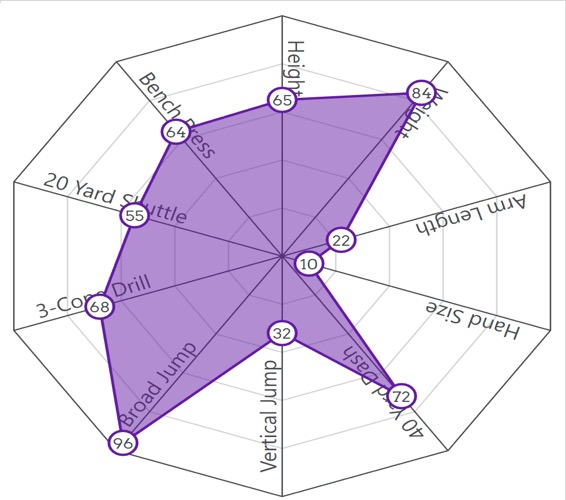 Height
65
Weight
84
Arm Length
22
Hand Size
10
40 Yard Dash
72
Vertical Jump
32
Broad Jump
96
3-Cone Drill
68
20 Yard Shuttle
55
Bench Press
64